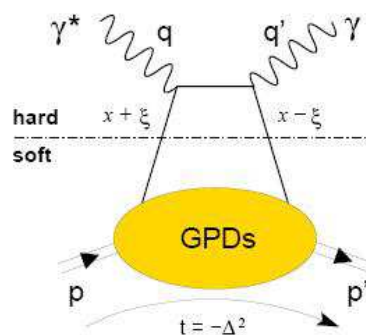 γ* q q' γ
hard x + ξ x − ξ
soft
GPDs
p p'
t = −Δ²